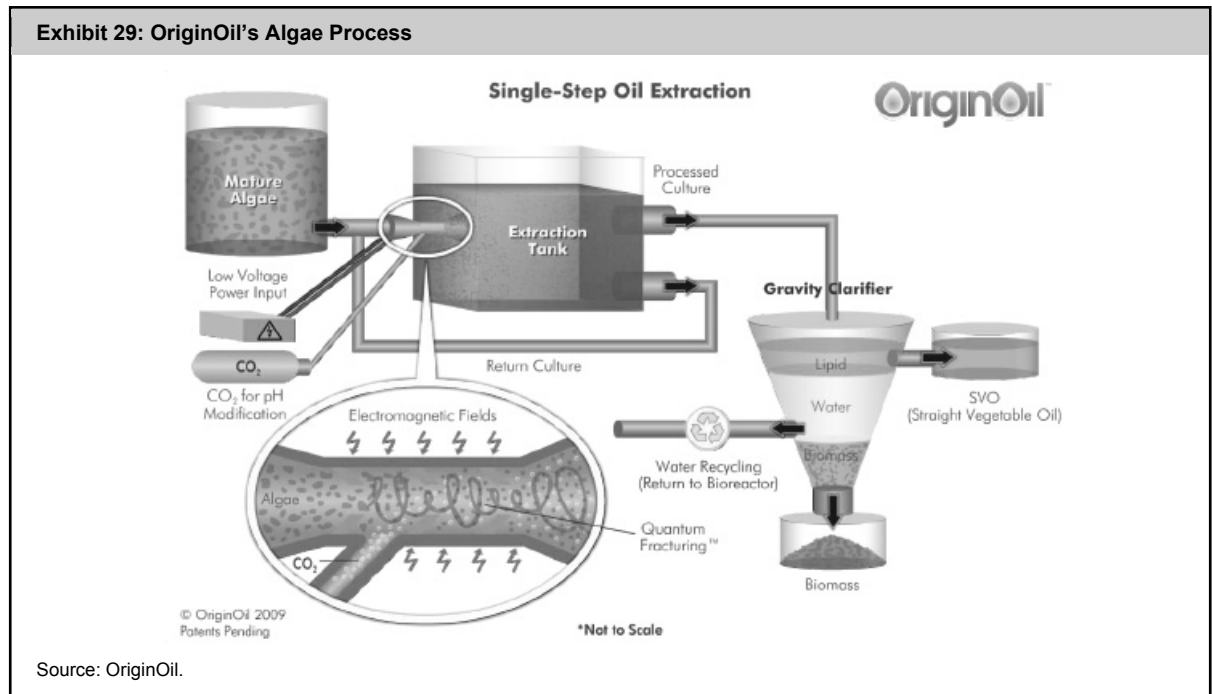 Exhibit 29: OriginOil's Algae Process
Single-Step Oil Extraction
OriginOil™
Mature
Algae
Extraction
Tank
Processed
Culture
Low Voltage
Power Input
CO2
CO2 for pH
Modification
Return Culture
Gravity Clarifier
Lipid
Water
Biomass
SVO
(Straight Vegetable Oil)
Water Recycling
(Return to Bioreactor)
Biomass
Electromagnetic Fields
Algae
CO2
Quantum
Fracturing™
© OriginOil 2009
Patents Pending
*Not to Scale
Source: OriginOil.